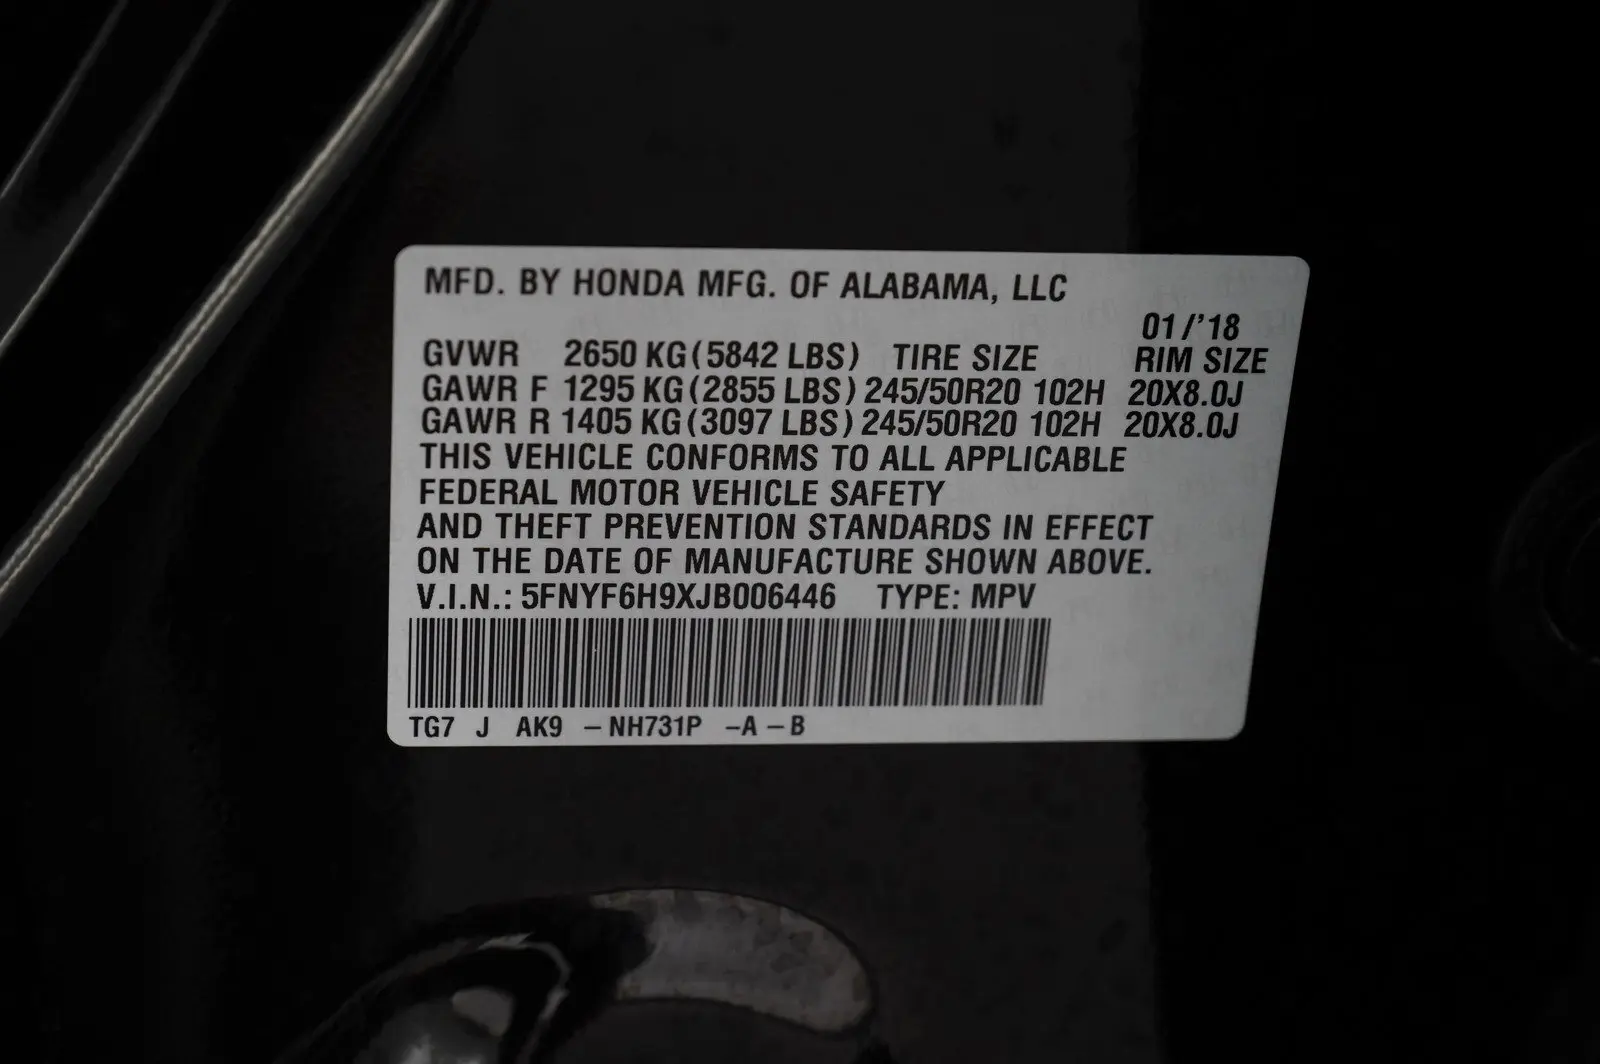 MFD. BY HONDA MFG. OF ALABAMA, LLC
01/'18
GVWR 2650 KG (5842 LBS) TIRE SIZE RIM SIZE
GAWR F 1295 KG (2855 LBS) 245/50R20 102H 20X8.0J
GAWR R 1405 KG (3097 LBS) 245/50R20 102H 20X8.0J
THIS VEHICLE CONFORMS TO ALL APPLICABLE
FEDERAL MOTOR VEHICLE SAFETY
AND THEFT PREVENTION STANDARDS IN EFFECT
ON THE DATE OF MANUFACTURE SHOWN ABOVE.
V.I.N.: 5FNYF6H9XJB006446 TYPE: MPV
TG7 J AK9 –NH731P –A –B